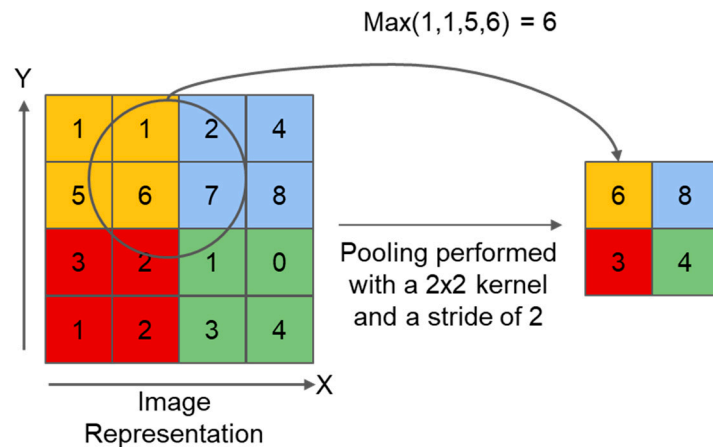 Max(1,1,5,6) = 6
Y
1 1 2 4
5 6 7 8
3 2 1 0
1 2 3 4
6 8
3 4
Pooling performed
with a 2x2 kernel
and a stride of 2
X
Image
Representation